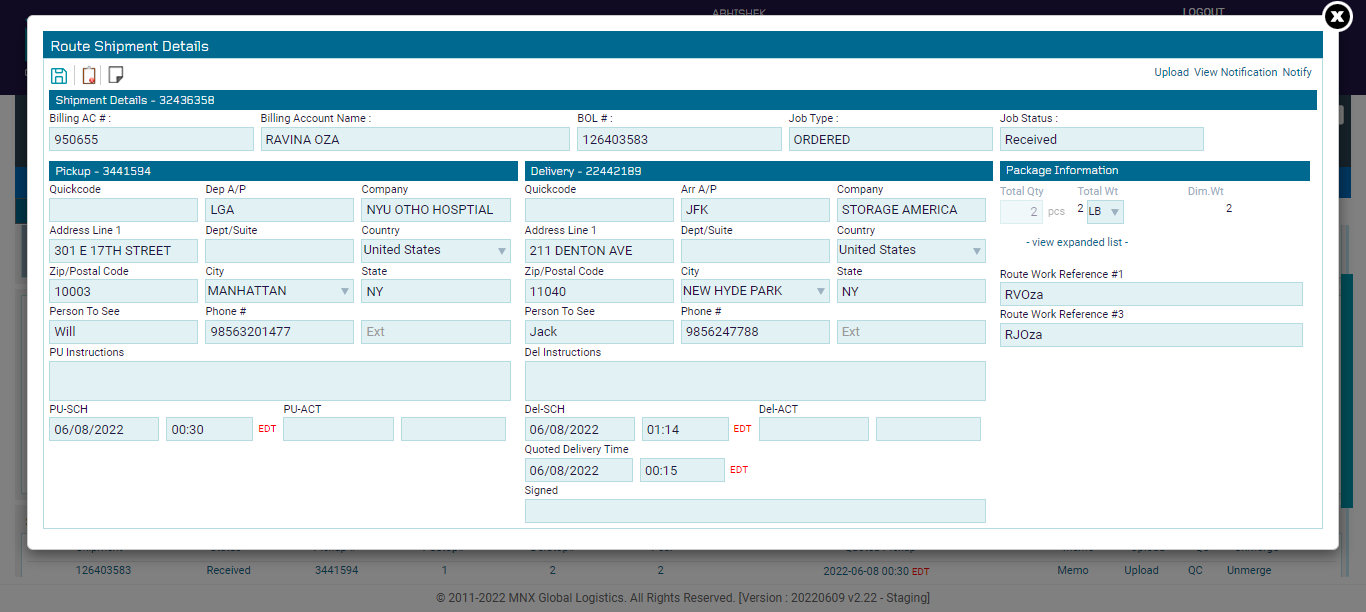 ABHISHEK
LOGOUT
Route Shipment Details
Upload View Notification Notify
Shipment Details - 32436358
Billing AC # : Billing Account Name : BOL # : Job Type : Job Status :
950655 RAVINA OZA 126403583 ORDERED Received
Pickup - 3441594 Delivery - 22442189 Package Information
Quickcode Dep A/P Company Quickcode Arr A/P Company Total Qty Total Wt Dim.Wt
LGA NYU OTHO HOSPTIAL JFK STORAGE AMERICA 2 pcs 2 LB 2
Address Line 1 Dept/Suite Country Address Line 1 Dept/Suite Country
301 E 17TH STREET United States 211 DENTON AVE United States - view expanded list -
Zip/Postal Code City State Zip/Postal Code City State Route Work Reference #1
10003 MANHATTAN NY 11040 NEW HYDE PARK NY RVOza
Person To See Phone # Person To See Phone # Route Work Reference #3
Will 98563201477 Ext Jack 9856247788 Ext RJOza
PU Instructions Del Instructions
PU-SCH PU-ACT Del-SCH Del-ACT
06/08/2022 00:30 EDT 06/08/2022 01:14 EDT
Quoted Delivery Time
06/08/2022 00:15 EDT
Signed
126403583 Received 3441594 1 2 2 2022-06-08 00:30 EDT Memo Upload QC Unmerge
© 2011-2022 MNX Global Logistics. All Rights Reserved. [Version : 20220609 v2.22 - Staging]